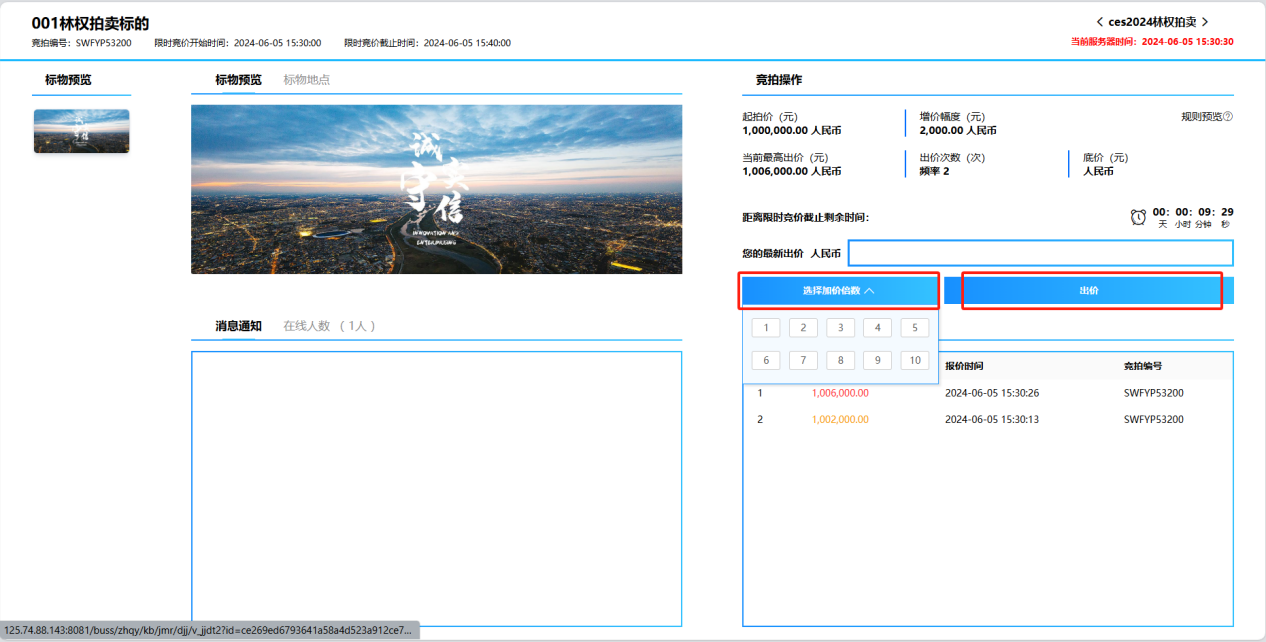 001林权拍卖标的
竞拍编号：SWFYP53200 限时竞价开始时间：2024-06-05 15:30:00 限时竞价截止时间：2024-06-05 15:40:00
ces2024林权拍卖
当前服务器时间：2024-06-05 15:30:30
标物预览
标物预览 标物地点
诚实守信
INNOVATION AND
ENTERPRISING
消息通知 在线人数 （ 1人 ）
竞拍操作
起拍价（元） 增价幅度（元） 规则预览?
1,000,000.00 人民币 2,000.00 人民币
当前最高出价（元） 出价次数（次） 底价（元）
1,006,000.00 人民币 频率 2 人民币
距离限时竞价截止剩余时间： 00: 00: 09: 29
天 小时 分钟 秒
您的最新出价 人民币
选择加价倍数 出价
1 2 3 4 5
6 7 8 9 10
报价时间 竞拍编号
1 1,006,000.00 2024-06-05 15:30:26 SWFYP53200
2 1,002,000.00 2024-06-05 15:30:13 SWFYP53200
125.74.88.143:8081/buss/zhqy/kb/jmr/djj/v_jjdt2?id=ce269ed6793641a58a4d523a912ce7...